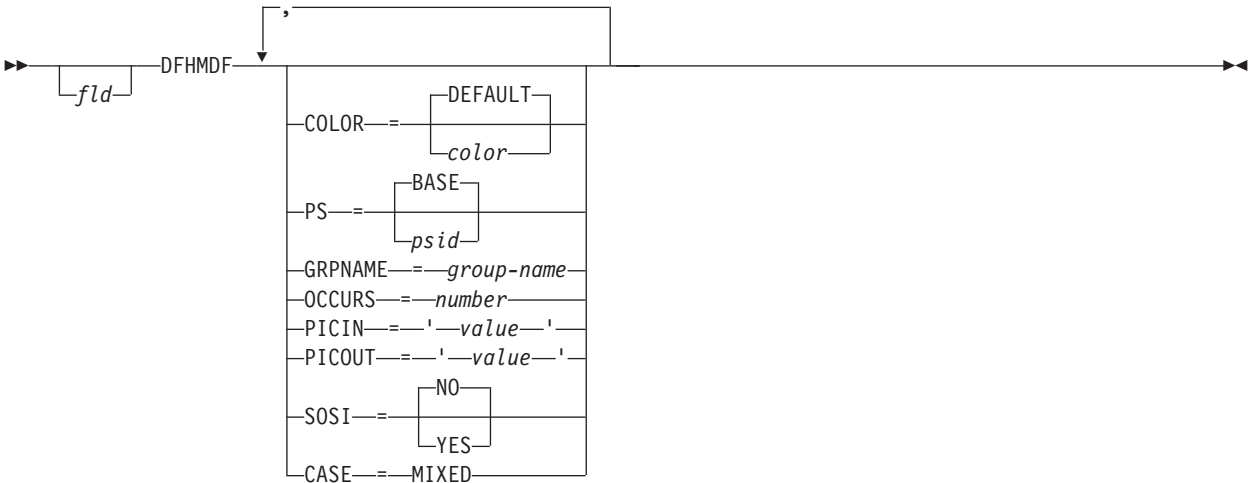 ,
DFHMDF
fld
DEFAULT
COLOR =
color
BASE
PS =
psid
GRPNAME = group-name
OCCURS = number
PICIN = ' value '
PICOUT = ' value '
NO
SOSI =
YES
CASE = MIXED